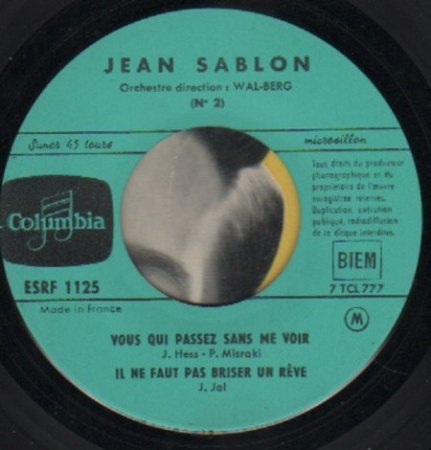 JEAN SABLON
Orchestre direction : WAL-BERG
(Nº 2)
Super 45 tours
microsillon
Columbia
Tous droits du producteur
phonographique et du
propriétaire de l'œuvre
enregistrée réservés.
Duplication, exécution
publique, radiodiffusion
de ce disque interdites.
BIEM
ESRF 1125
7 TCL 777
Made in France
M
VOUS QUI PASSEZ SANS ME VOIR
J. Hess - P. Misraki
IL NE FAUT PAS BRISER UN RÊVE
J. Jal